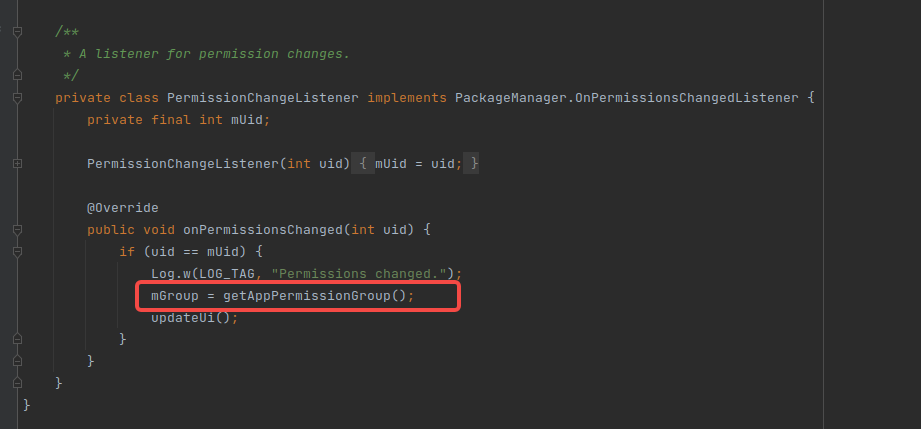 /**
* A listener for permission changes.
*/
private class PermissionChangeListener implements PackageManager.OnPermissionsChangedListener {
private final int mUid;
PermissionChangeListener(int uid) { mUid = uid; }
@Override
public void onPermissionsChanged(int uid) {
if (uid == mUid) {
Log.w(LOG_TAG, "Permissions changed.");
mGroup = getAppPermissionGroup();
updateUi();
}
}
}
}